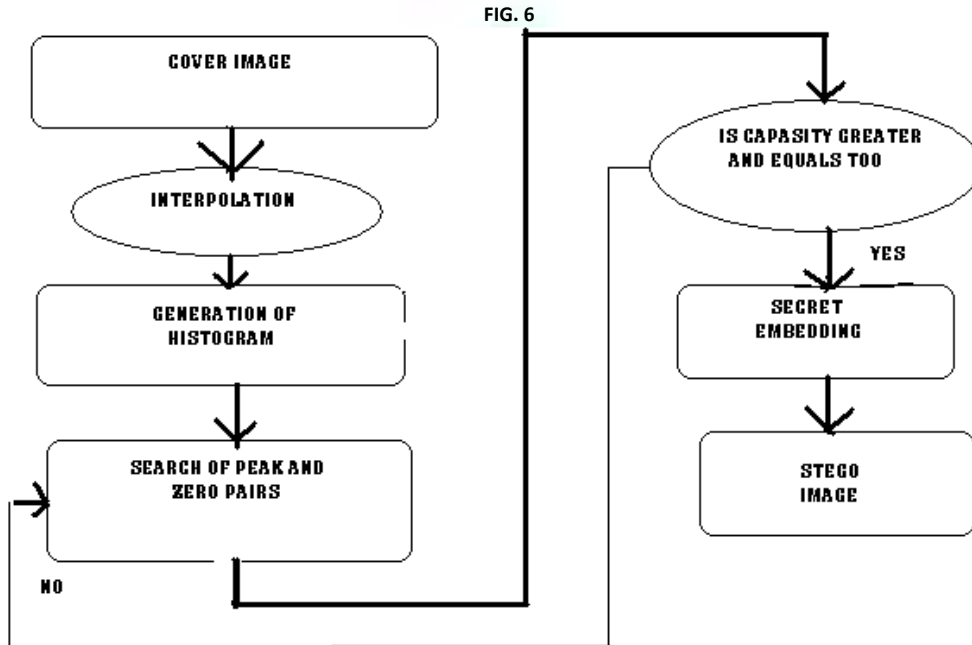 FIG. 6
COVER IMAGE
INTERPOLATION
GENERATION OF
HISTOGRAM
SEARCH OF PEAK AND
ZERO PAIRS
NO
IS CAPASITY GREATER
AND EQUALS TOO
YES
SECRET
EMBEDDING
STEGO
IMAGE